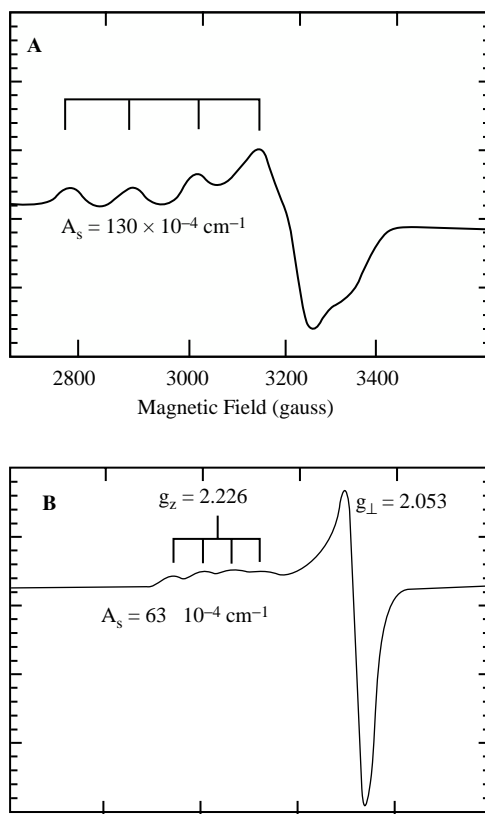 A
A_s = 130 × 10⁻⁴ cm⁻¹
2800 3000 3200 3400
Magnetic Field (gauss)
B
g_z = 2.226
g_⊥ = 2.053
A_s = 63 10⁻⁴ cm⁻¹